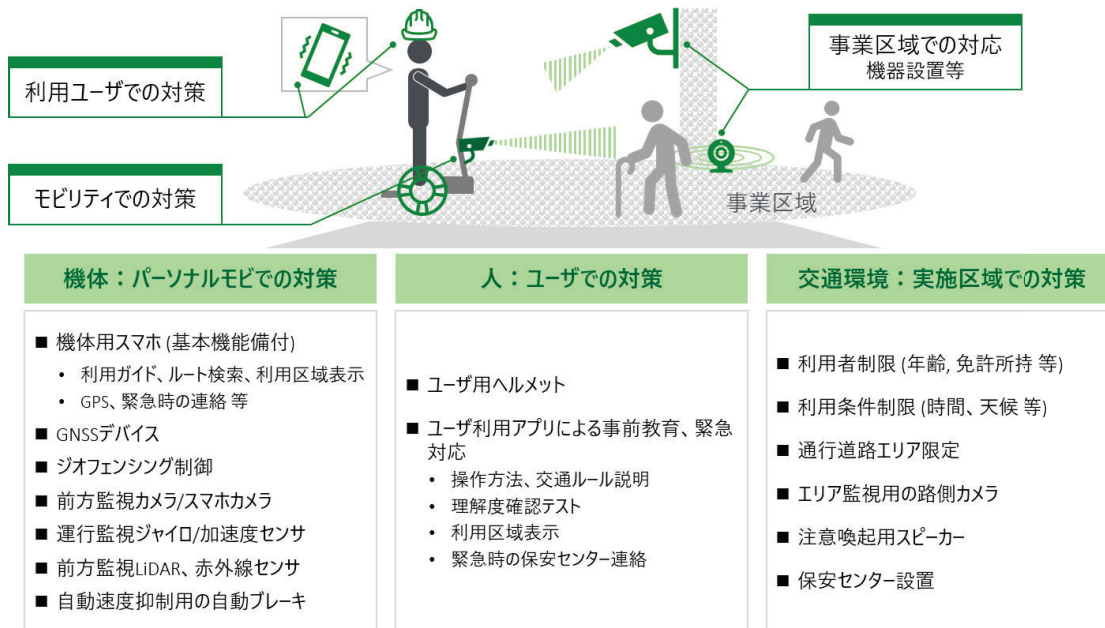 利用ユーザでの対策
事業区域での対応
機器設置等
モビリティでの対策
事業区域
機体：パーソナルモビでの対策
■ 機体用スマホ (基本機能備付)
• 利用ガイド、ルート検索、利用区域表示
• GPS、緊急時の連絡 等
■ GNSSデバイス
■ ジオフェンシング制御
■ 前方監視カメラ/スマホカメラ
■ 運行監視ジャイロ/加速度センサ
■ 前方監視LiDAR、赤外線センサ
■ 自動速度抑制用の自動ブレーキ
人：ユーザでの対策
■ ユーザ用ヘルメット
■ ユーザ利用アプリによる事前教育、緊急
対応
• 操作方法、交通ルール説明
• 理解度確認テスト
• 利用区域表示
• 緊急時の保安センター連絡
交通環境：実施区域での対策
■ 利用者制限 (年齢, 免許所持 等)
■ 利用条件制限 (時間、天候 等)
■ 通行道路エリア限定
■ エリア監視用の路側カメラ
■ 注意喚起用スピーカー
■ 保安センター設置